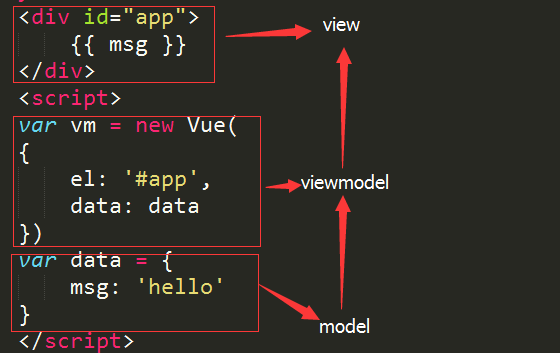 <div id="app">
{{ msg }}
</div>
<script>
var vm = new Vue(
{
el: '#app',
data: data
})
var data = {
msg: 'hello'
}
</script>
view
viewmodel
model